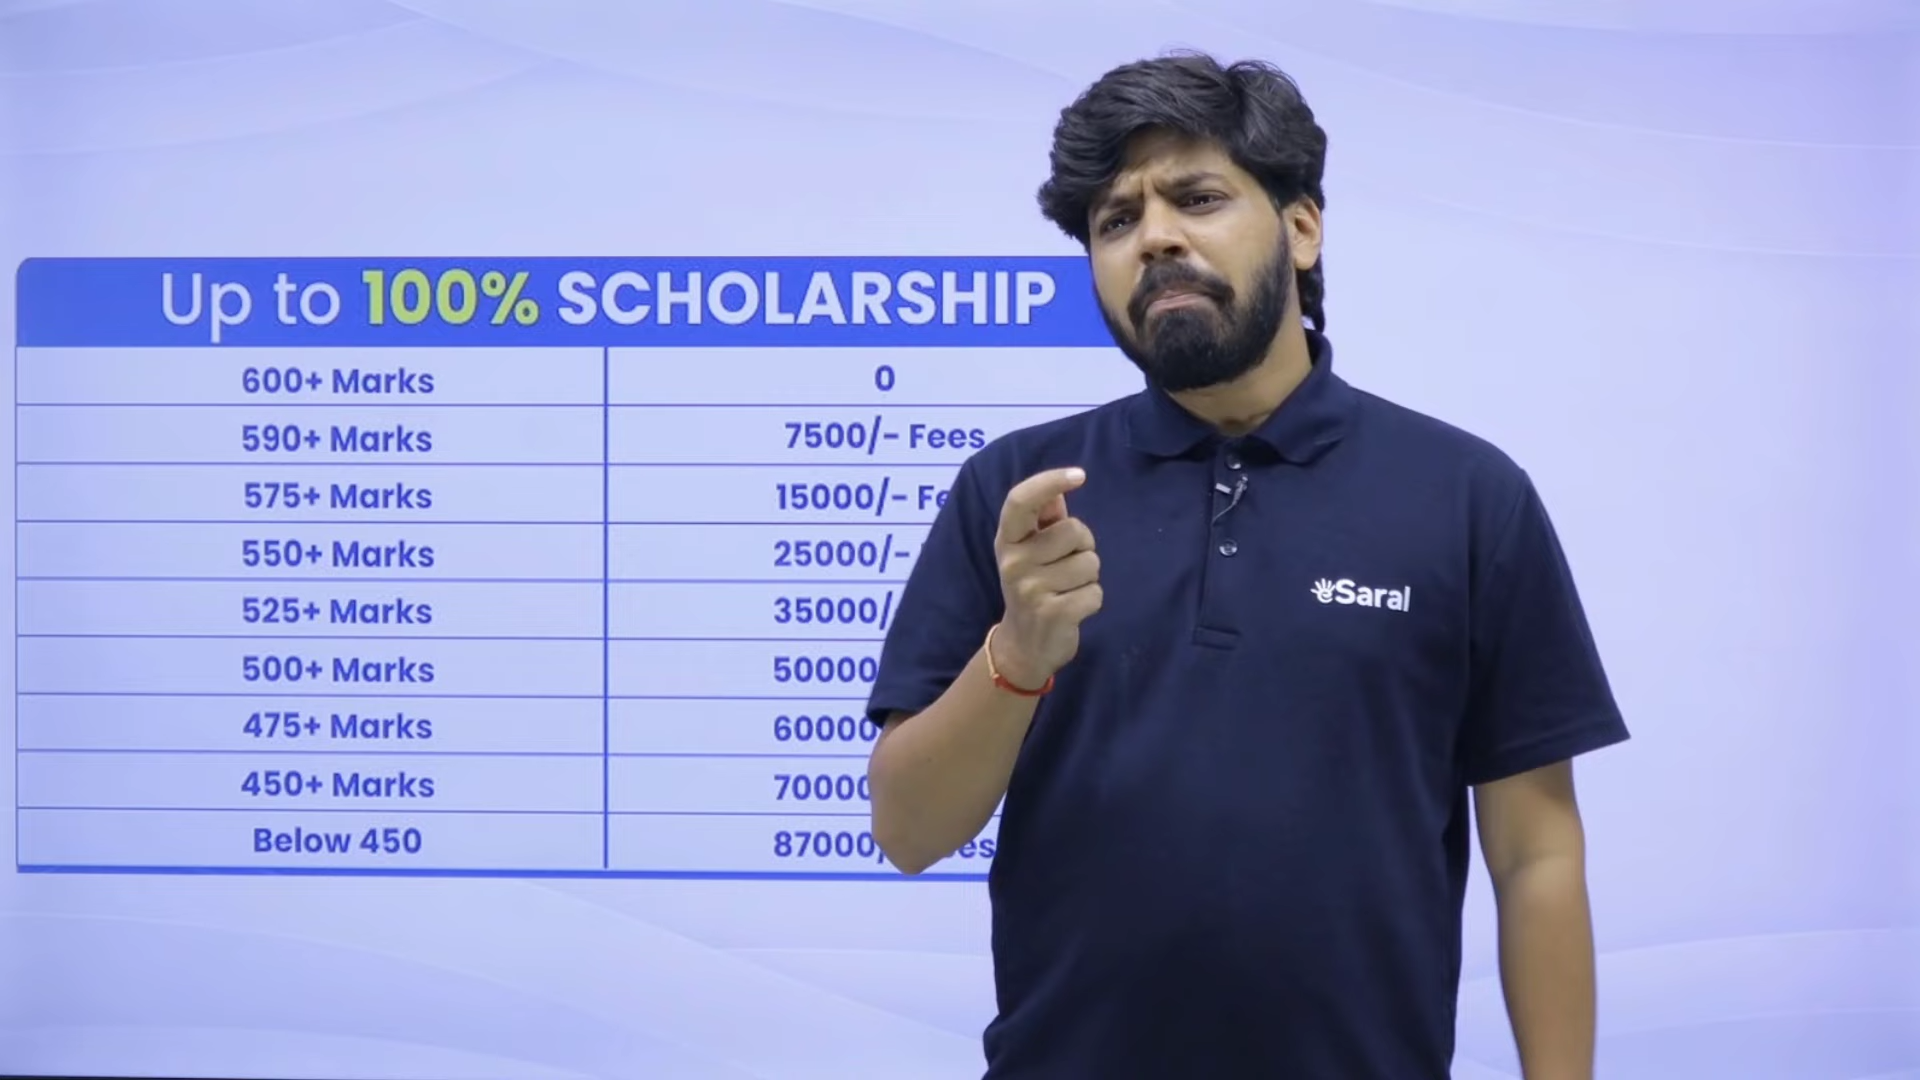 Up to 100% SCHOLARSHIP
600+ Marks 0
590+ Marks 7500/- Fees
575+ Marks 15000/-
550+ Marks 25000/-
525+ Marks 35000/
500+ Marks 50000
475+ Marks 60000
450+ Marks 70000
Below 450 87000/
eSaral